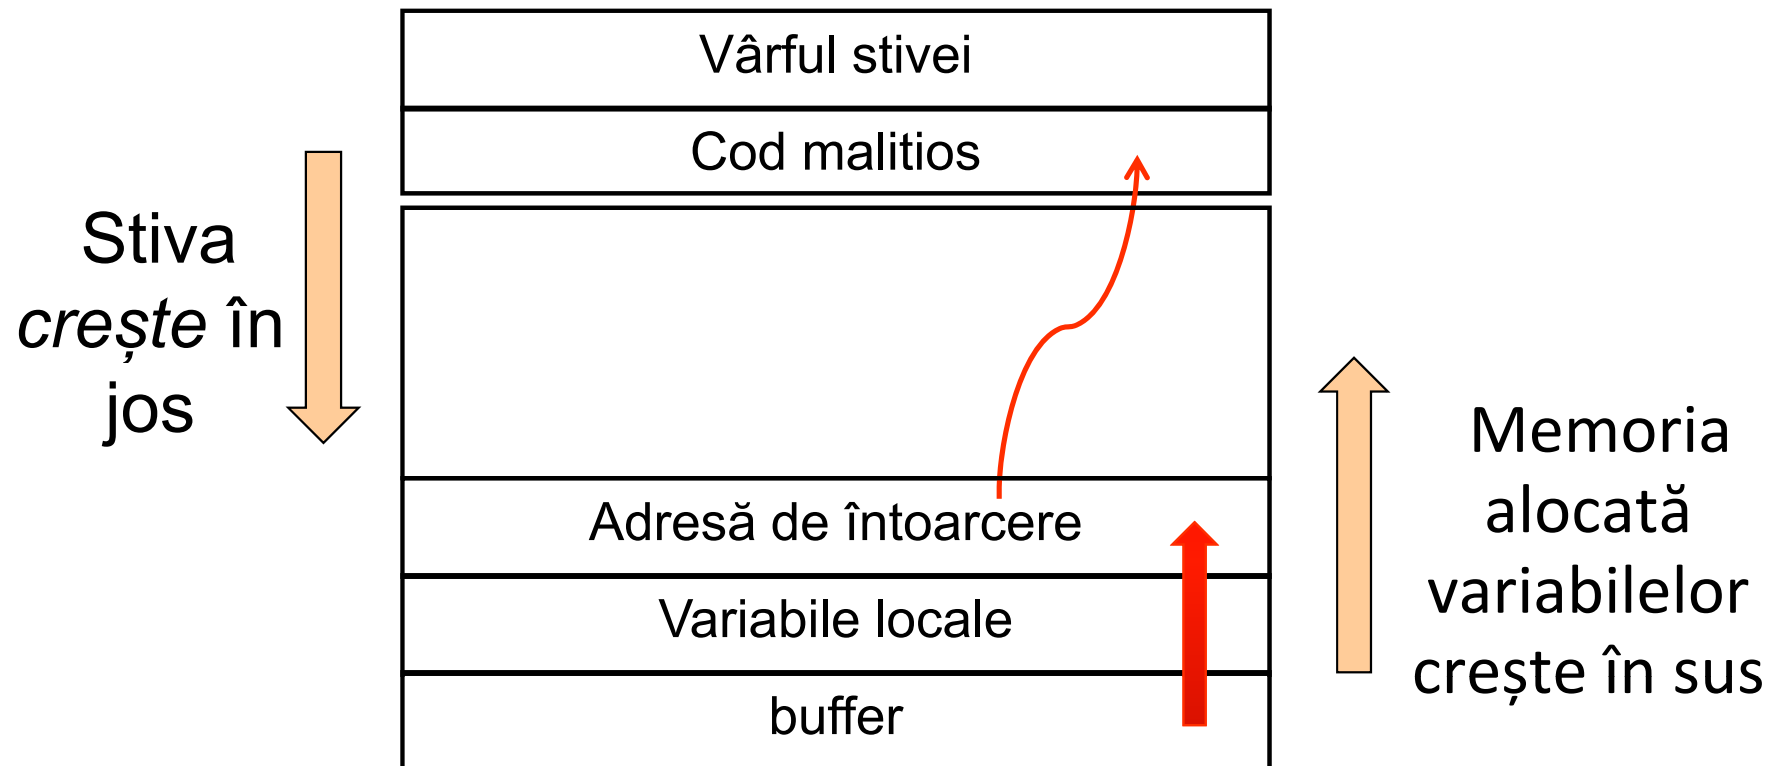 Vârful stivei
Cod malitios
Stiva
crește în
jos
Adresă de întoarcere
Variabile locale
buffer
Memoria
alocată
variabilelor
crește în sus